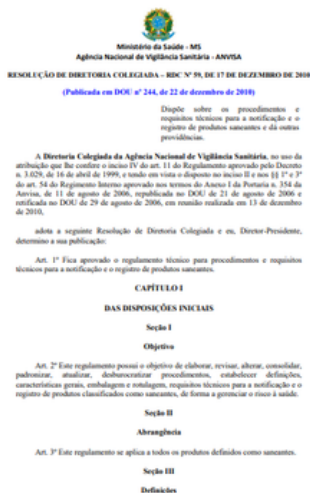 Ministério da Saúde - MS
Agência Nacional de Vigilância Sanitária - ANVISA
RESOLUÇÃO DE DIRETORIA COLEGIADA – RDC Nº 59, DE 17 DE DEZEMBRO DE 2010
(Publicada em DOU nº 244, de 22 de dezembro de 2010)
Dispõe sobre os procedimentos e
requisitos técnicos para a notificação e o
registro de produtos saneantes e dá outras
providências.
A Diretoria Colegiada da Agência Nacional de Vigilância Sanitária, no uso da
atribuição que lhe confere o inciso IV do art. 11 do Regulamento aprovado pelo Decreto
n. 3.029, de 16 de abril de 1999, e tendo em vista o disposto no inciso II e nos §§ 1º e 3º
do art. 54 do Regimento Interno aprovado nos termos do Anexo I da Portaria n. 354 da
Anvisa, de 11 de agosto de 2006, republicada no DOU de 21 de agosto de 2006 e
retificada no DOU de 29 de agosto de 2006, em reunião realizada em 13 de dezembro
de 2010,
adota a seguinte Resolução de Diretoria Colegiada e eu, Diretor-Presidente,
determino a sua publicação:
Art. 1º Fica aprovado o regulamento técnico para procedimentos e requisitos
técnicos para a notificação e o registro de produtos saneantes.
CAPÍTULO I
DAS DISPOSIÇÕES INICIAIS
Seção I
Objetivo
Art. 2º Este regulamento possui o objetivo de elaborar, revisar, alterar, consolidar,
padronizar, atualizar, desburocratizar procedimentos, estabelecer definições,
características gerais, embalagem e rotulagem, requisitos técnicos para a notificação e o
registro de produtos classificados como saneantes, de forma a gerenciar o risco à saúde.
Seção II
Abrangência
Art. 3º Este regulamento se aplica a todos os produtos definidos como saneantes.
Seção III
Definições